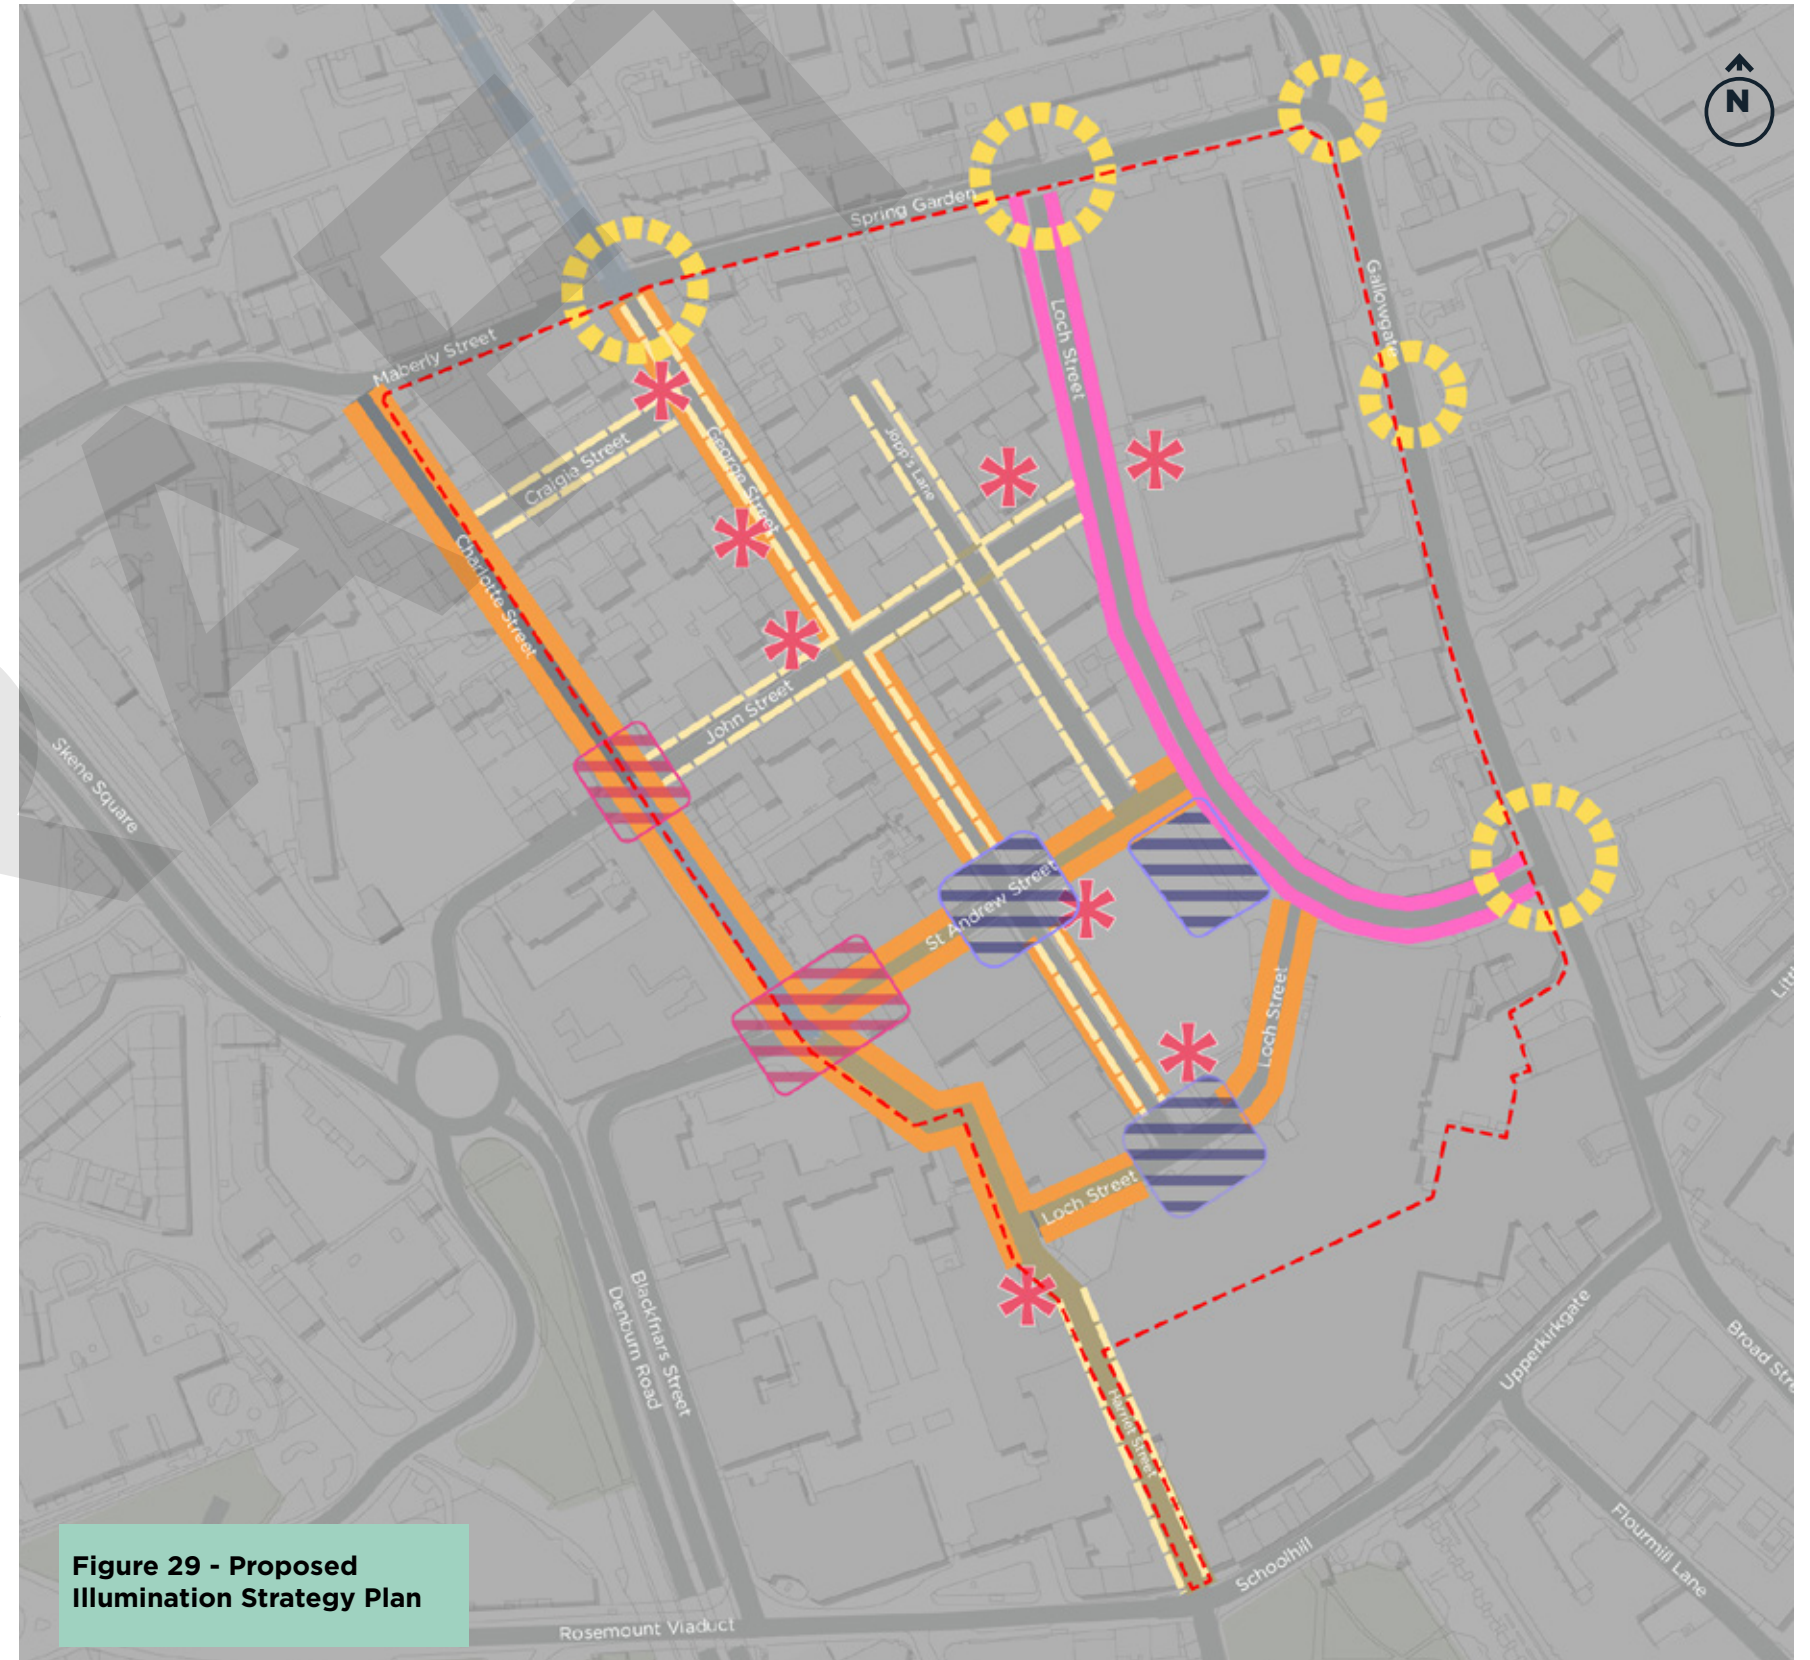 N
Spring Garden
Maberly Street
Gallowgate
Loch Street
Craigie Street
George Street
Jopp's Lane
Charlotte Street
John Street
Skene Square
St Andrew Street
Loch Street
Loch Street
Blackfriars Street
Denburn Road
Harriet Street
Upperkirkgate
Broad Stre
Schoolhill
Flourmill Lane
Rosemount Viaduct
Figure 29 - Proposed
Illumination Strategy Plan